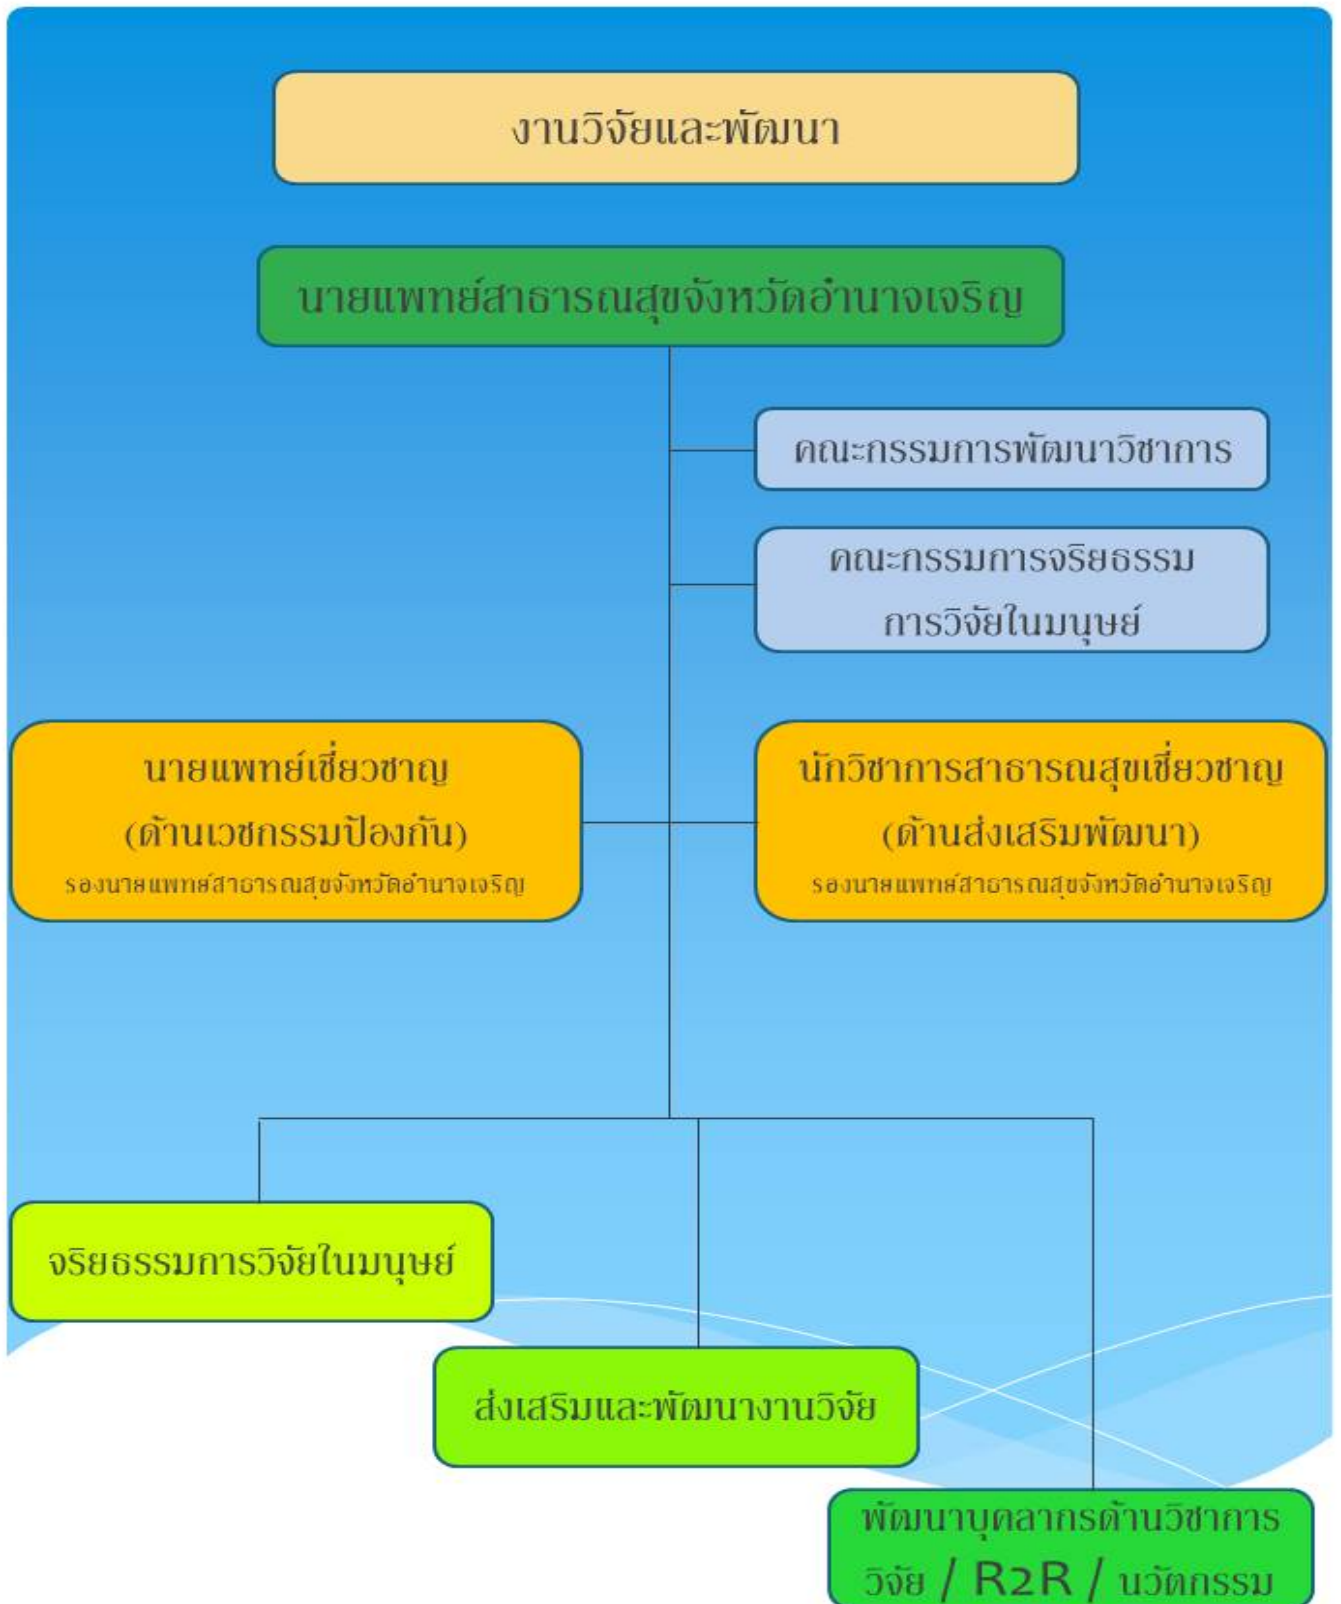 งานวิจัยและพัฒนา
นายแพทย์สาธารณสุขจังหวัดอำนาจเจริญ
คณะกรรมการพัฒนาวิชาการ
คณะกรรมการจริยธรรม
การวิจัยในมนุษย์
นายแพทย์เชี่ยวชาญ
(ด้านเวชกรรมป้องกัน)
รองนายแพทย์สาธารณสุขจังหวัดอำนาจเจริญ
นักวิชาการสาธารณสุขเชี่ยวชาญ
(ด้านส่งเสริมพัฒนา)
รองนายแพทย์สาธารณสุขจังหวัดอำนาจเจริญ
จริยธรรมการวิจัยในมนุษย์
ส่งเสริมและพัฒนางานวิจัย
พัฒนาบุคลากรด้านวิชาการ
วิจัย / R2R / นวัตกรรม